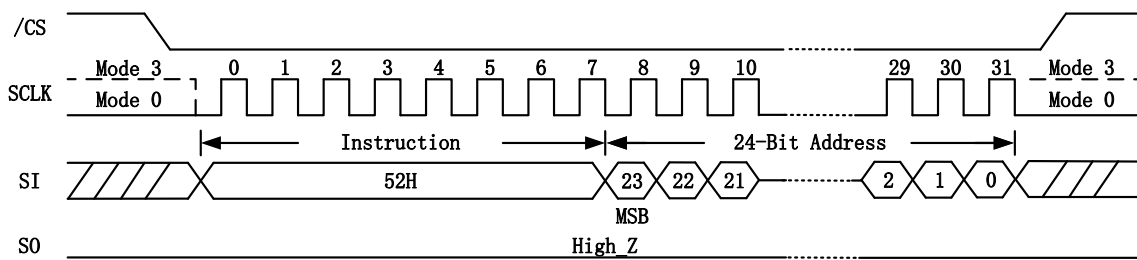 /CS
Mode 3 0 1 2 3 4 5 6 7 8 9 10 29 30 31 Mode 3
SCLK
Mode 0 Mode 0
Instruction 24-Bit Address
SI 52H 23 22 21 2 1 0
MSB
SO High_Z